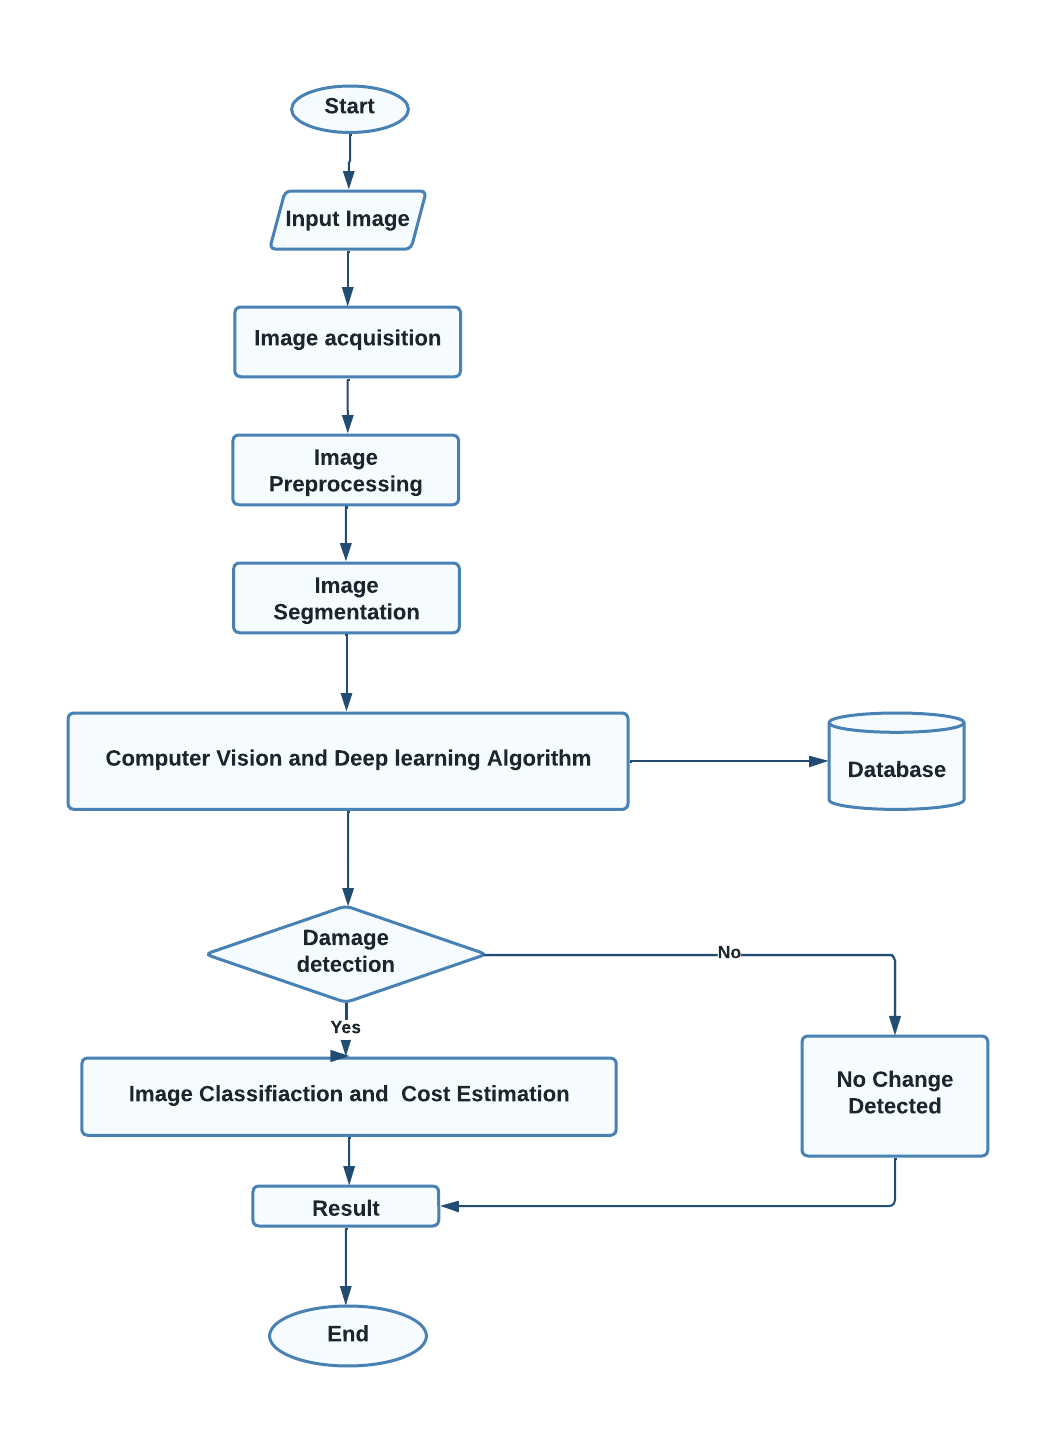 Start
Input Image
Image acquisition
Image
Preprocessing
Image
Segmentation
Computer Vision and Deep learning Algorithm
Database
Damage
detection
No
Yes
Image Classifiaction and  Cost Estimation
No Change
Detected
Result
End